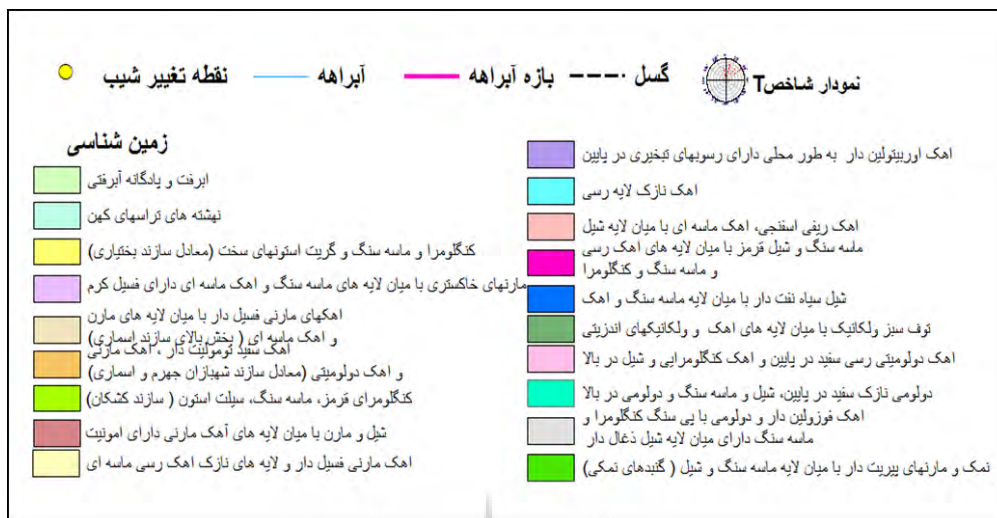 نمودار شاخصT گسل بازه آبراهه آبراهه نقطه تغییر شیب
زمین شناسی
اهک اوربیتولین دار به طور محلی دارای رسوبهای تبخیری در پایین
اهک نازک لایه رسی
اهک ریفی اسفنجی، اهک ماسه ای با میان لایه شیل
ماسه سنگ و شیل قرمز با میان لایه های اهک رسی
و ماسه سنگ و کنگلومرا
شیل سیاه نفت دار با میان لایه ماسه سنگ و اهک
توف سبز ولکانیک با میان لایه های اهک و ولکانیکهای اندزیتی
اهک دولومیتی رسی سفید در پایین و اهک کنگلومرایی و شیل در بالا
دولومی نازک سفید در پایین، شیل و ماسه سنگ و دولومی در بالا
اهک فوزولین دار و دولومی با پی سنگ کنگلومرا و
ماسه سنگ دارای میان لایه شیل ذغال دار
نمک و مارنهای پیریت دار با میان لایه ماسه سنگ و شیل ( گنبدهای نمکی)
ابرفت و پادگانه آبرفتی
نهشته های تراسهای کهن
کنگلومرا و ماسه سنگ و گریت استونهای سخت (معادل سازند بختیاری)
مارنهای خاکستری با میان لایه های ماسه سنگ و اهک ماسه ای دارای فسیل کرم
اهکهای مارنی فسیل دار با میان لایه های مارن
و اهک ماسه ای ( بخش بالای سازند اسماری)
اهک سفید نومولیت دار ، اهک مارنی
و اهک دولومیتی (معادل سازند شهبازان جهرم و اسماری)
کنگلومرای قرمز، ماسه سنگ، سیلت استون ( سازند کشکان)
شیل و مارن با میان لایه های آهک مارنی دارای امونیت
اهک مارنی فسیل دار و لایه های نازک اهک رسی ماسه ای